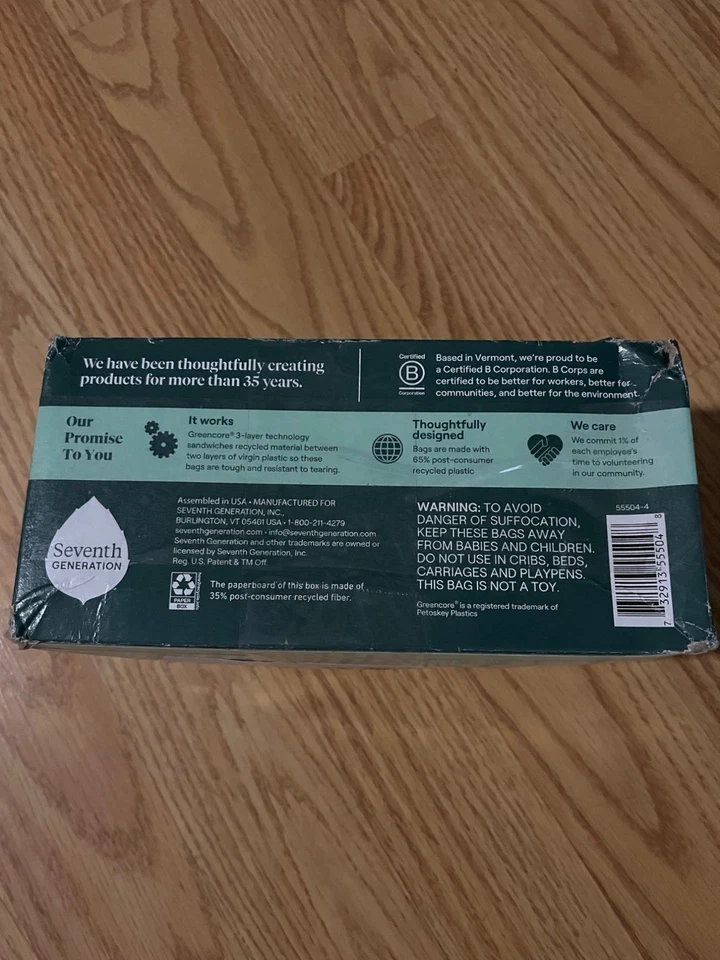 We have been thoughtfully creating
products for more than 35 years.
Certified
B
Corporation
Based in Vermont, we're proud to be
a Certified B Corporation. B Corps are
certified to be better for workers, better for
communities, and better for the environment.
Our
Promise
To You
It works
Greencore® 3-layer technology
sandwiches recycled material between
two layers of virgin plastic so these
bags are tough and resistant to tearing.
Thoughtfully
designed
Bags are made with
65% post-consumer
recycled plastic
We care
We commit 1% of
each employee's
time to volunteering
in our community.
Seventh
GENERATION
Assembled in USA • MANUFACTURED FOR
SEVENTH GENERATION, INC.,
BURLINGTON, VT 05401 USA • 1-800-211-4279
seventhgeneration.com • info@seventhgeneration.com
Seventh Generation and other trademarks are owned or
licensed by Seventh Generation, Inc.
Reg. U.S. Patent & TM Off.
PAPER
BOX
The paperboard of this box is made of
35% post-consumer recycled fiber.
WARNING: TO AVOID
DANGER OF SUFFOCATION,
KEEP THESE BAGS AWAY
FROM BABIES AND CHILDREN.
DO NOT USE IN CRIBS, BEDS,
CARRIAGES AND PLAYPENS.
THIS BAG IS NOT A TOY.
Greencore® is a registered trademark of
Petoskey Plastics
55504-4
7 32913 55504 8